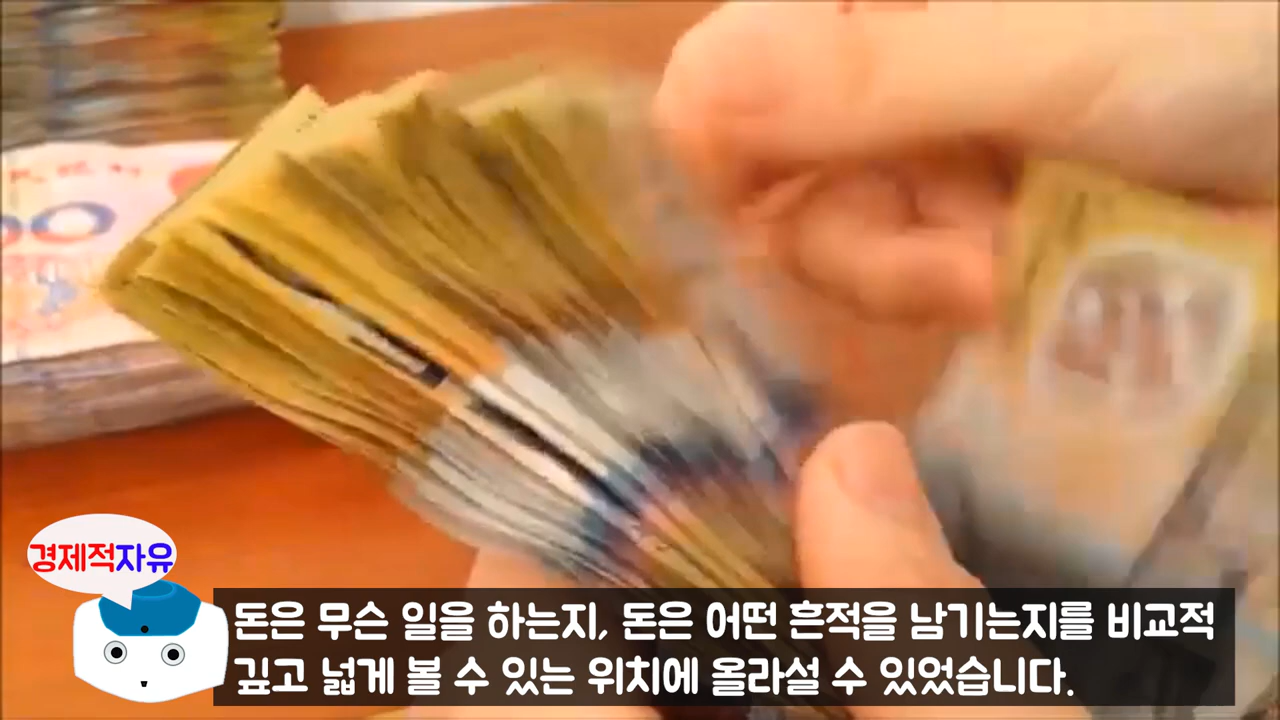 경제적자유
돈은 무슨 일을 하는지, 돈은 어떤 흔적을 남기는지를 비교적
깊고 넓게 볼 수 있는 위치에 올라설 수 있었습니다.